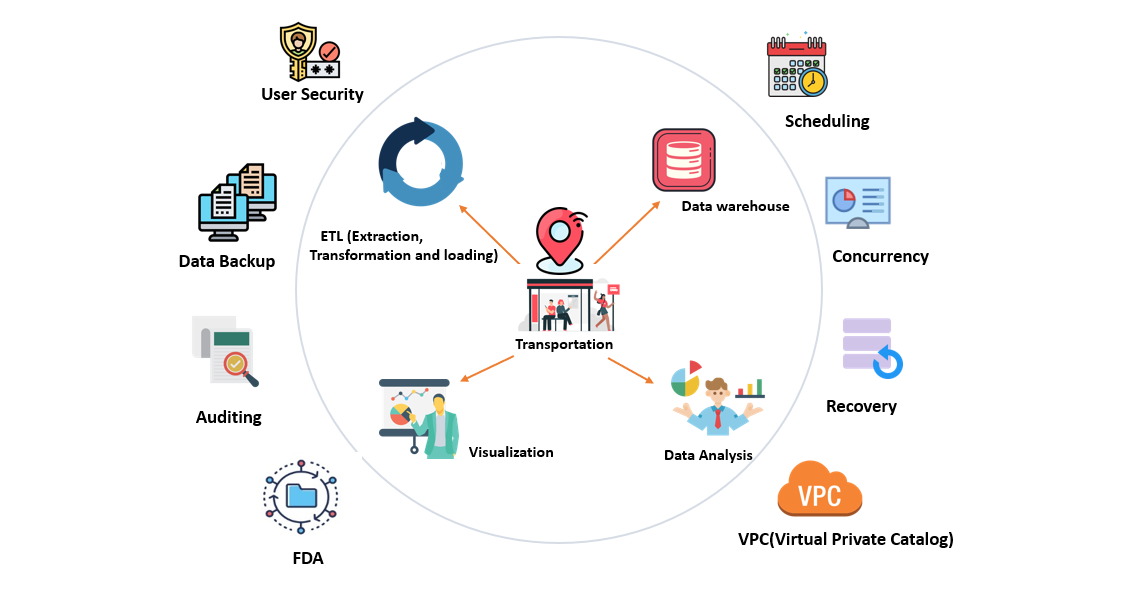 User Security
Scheduling
Data warehouse
ETL (Extraction,
Transformation and loading)
Data Backup
Concurrency
Transportation
Auditing
Recovery
Visualization
Data Analysis
VPC
FDA
VPC(Virtual Private Catalog)